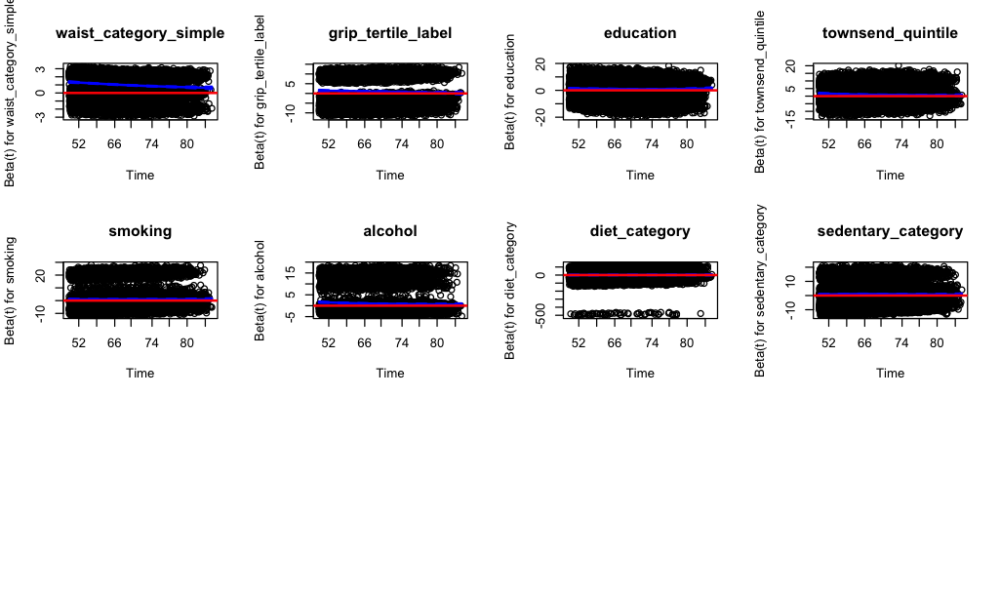 waist_category_simple
Beta(t) for waist_category_simple
3
0
-3
52 66 74 80
Time
grip_tertile_label
Beta(t) for grip_tertile_label
5
-10
52 66 74 80
Time
education
Beta(t) for education
20
0
-20
52 66 74 80
Time
townsend_quintile
Beta(t) for townsend_quintile
20
5
-15
52 66 74 80
Time
smoking
Beta(t) for smoking
20
-10
52 66 74 80
Time
alcohol
Beta(t) for alcohol
15
5
-5
52 66 74 80
Time
diet_category
Beta(t) for diet_category
0
-500
52 66 74 80
Time
sedentary_category
Beta(t) for sedentary_category
10
-10
52 66 74 80
Time